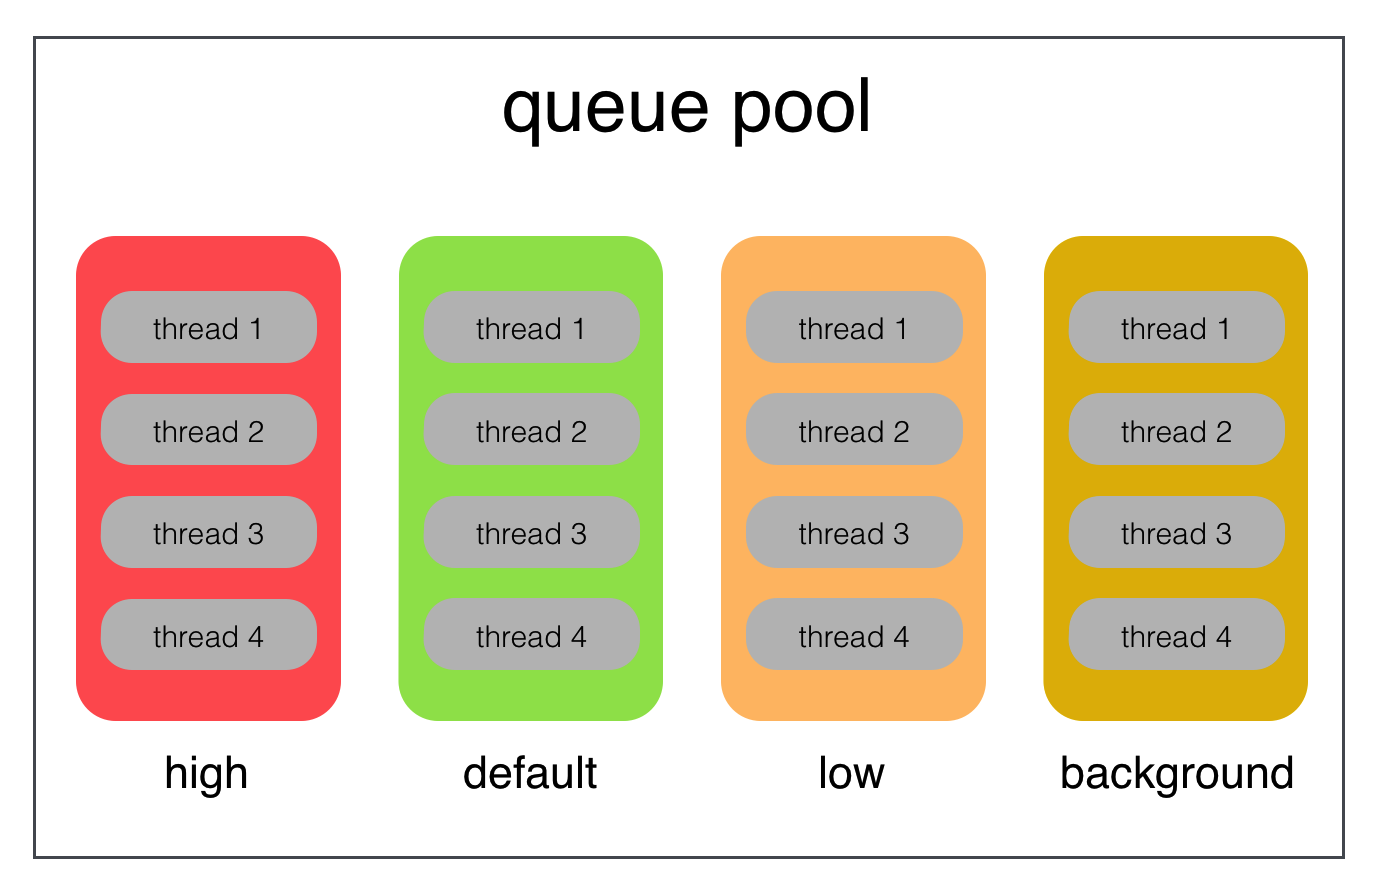 queue pool
thread 1
thread 2
thread 3
thread 4
high
thread 1
thread 2
thread 3
thread 4
default
thread 1
thread 2
thread 3
thread 4
low
thread 1
thread 2
thread 3
thread 4
background